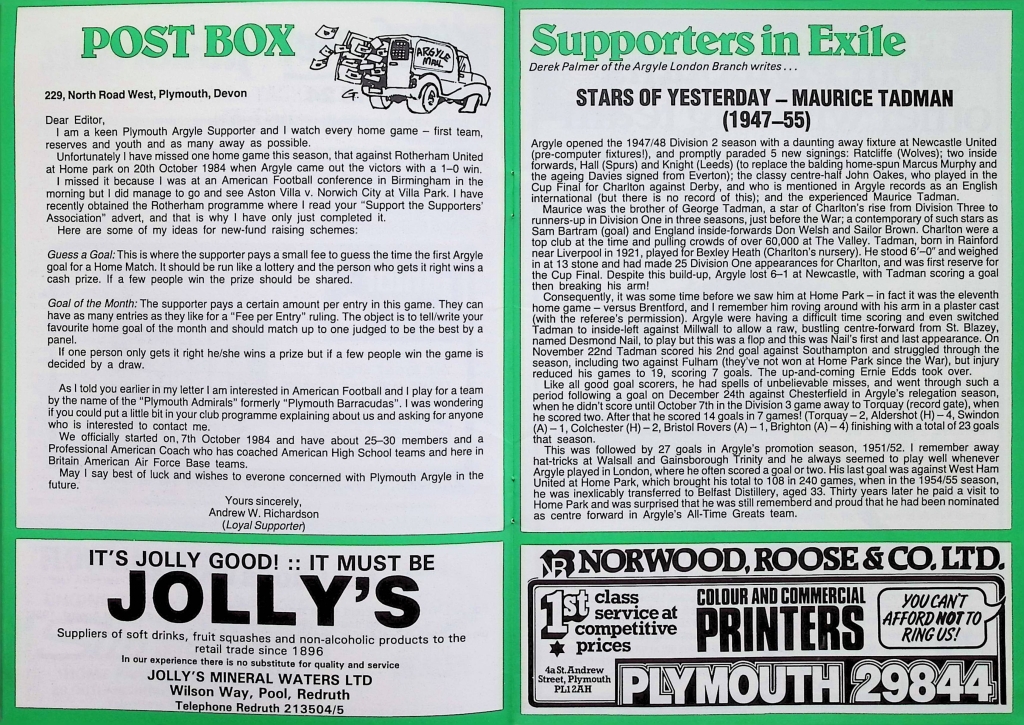 POST BOX
ARGYLE
MAIL
G.
229, North Road West, Plymouth, Devon
Dear Editor,
I am a keen Plymouth Argyle Supporter and I watch every home game – first team,
reserves and youth and as many away as possible.
Unfortunately I have missed one home game this season, that against Rotherham United
at Home park on 20th October 1984 when Argyle came out the victors with a 1–0 win.
I missed it because I was at an American Football conference in Birmingham in the
morning but I did manage to go and see Aston Villa v. Norwich City at Villa Park. I have
recently obtained the Rotherham programme where I read your "Support the Supporters'
Association" advert, and that is why I have only just completed it.
Here are some of my ideas for new-fund raising schemes:
Guess a Goal: This is where the supporter pays a small fee to guess the time the first Argyle
goal for a Home Match. It should be run like a lottery and the person who gets it right wins a
cash prize. If a few people win the prize should be shared.
Goal of the Month: The supporter pays a certain amount per entry in this game. They can
have as many entries as they like for a "Fee per Entry" ruling. The object is to tell/write your
favourite home goal of the month and should match up to one judged to be the best by a
panel.
If one person only gets it right he/she wins a prize but if a few people win the game is
decided by a draw.
As I told you earlier in my letter I am interested in American Football and I play for a team
by the name of the "Plymouth Admirals" formerly "Plymouth Barracudas". I was wondering
if you could put a little bit in your club programme explaining about us and asking for anyone
who is interested to contact me.
We officially started on, 7th October 1984 and have about 25–30 members and a
Professional American Coach who has coached American High School teams and here in
Britain American Air Force Base teams.
May I say best of luck and wishes to everyone concerned with Plymouth Argyle in the
future.
Yours sincerely,
Andrew W. Richardson
(Loyal Supporter)
IT'S JOLLY GOOD! :: IT MUST BE
JOLLY'S
Suppliers of soft drinks, fruit squashes and non-alcoholic products to the
retail trade since 1896
In our experience there is no substitute for quality and service
JOLLY'S MINERAL WATERS LTD
Wilson Way, Pool, Redruth
Telephone Redruth 213504/5
Supporters in Exile
Derek Palmer of the Argyle London Branch writes . . .
STARS OF YESTERDAY – MAURICE TADMAN
(1947–55)
Argyle opened the 1947/48 Division 2 season with a daunting away fixture at Newcastle United
(pre-computer fixtures!), and promptly paraded 5 new signings: Ratcliffe (Wolves); two inside
forwards, Hall (Spurs) and Knight (Leeds) (to replace the balding home-spun Marcus Murphy and
the ageing Davies signed from Everton); the classy centre-half John Oakes, who played in the
Cup Final for Charlton against Derby, and who is mentioned in Argyle records as an English
international (but there is no record of this); and the experienced Maurice Tadman.
Maurice was the brother of George Tadman, a star of Charlton's rise from Division Three to
runners-up in Division One in three seasons, just before the War; a contemporary of such stars as
Sam Bartram (goal) and England inside-forwards Don Welsh and Sailor Brown. Charlton were a
top club at the time and pulling crowds of over 60,000 at The Valley. Tadman, born in Rainford
near Liverpool in 1921, played for Bexley Heath (Charlton's nursery). He stood 6'–0" and weighed
in at 13 stone and had made 25 Division One appearances for Charlton, and was first reserve for
the Cup Final. Despite this build-up, Argyle lost 6–1 at Newcastle, with Tadman scoring a goal
then breaking his arm!
Consequently, it was some time before we saw him at Home Park – in fact it was the eleventh
home game – versus Brentford, and I remember him roving around with his arm in a plaster cast
(with the referee's permission). Argyle were having a difficult time scoring and even switched
Tadman to inside-left against Millwall to allow a raw, bustling centre-forward from St. Blazey,
named Desmond Nail, to play but this was a flop and this was Nail's first and last appearance. On
November 22nd Tadman scored his 2nd goal against Southampton and struggled through the
season, including two against Fulham (they've not won at Home Park since the War), but injury
reduced his games to 19, scoring 7 goals. The up-and-coming Ernie Edds took over.
Like all good goal scorers, he had spells of unbelievable misses, and went through such a
period following a goal on December 24th against Chesterfield in Argyle's relegation season,
when he didn't score until October 7th in the Division 3 game away to Torquay (record gate), when
he scored two. After that he scored 14 goals in 7 games! (Torquay – 2, Aldershot (H) – 4, Swindon
(A) – 1, Colchester (H) – 2, Bristol Rovers (A) – 1, Brighton (A) – 4) finishing with a total of 23 goals
that season.
This was followed by 27 goals in Argyle's promotion season, 1951/52. I remember away
hat-tricks at Walsall and Gainsborough Trinity and he always seemed to play well whenever
Argyle played in London, where he often scored a goal or two. His last goal was against West Ham
United at Home Park, which brought his total to 108 in 240 games, when in the 1954/55 season,
he was inexlicably transferred to Belfast Distillery, aged 33. Thirty years later he paid a visit to
Home Park and was surprised that he was still rememberd and proud that he had been nominated
as centre forward in Argyle's All-Time Greats team.
NR NORWOOD, ROOSE & CO. LTD.
1st class
service at
competitive
prices
4a St. Andrew
Street, Plymouth
PL1 2AH
COLOUR AND COMMERCIAL
PRINTERS
YOU CAN'T
AFFORD NOT TO
RING US!
PLYMOUTH 29844